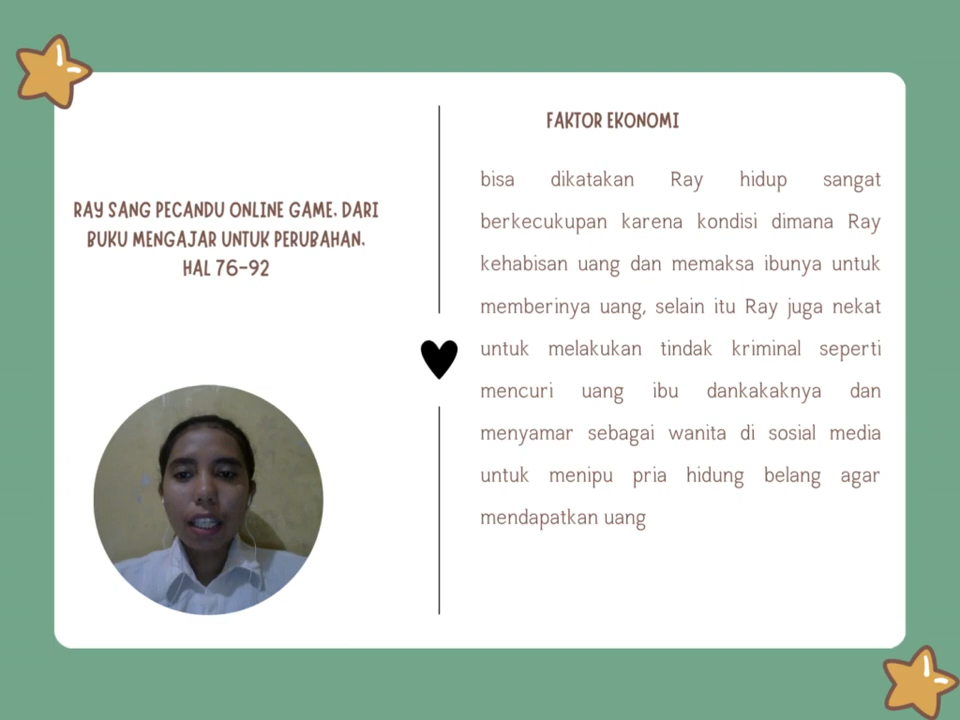 RAY SANG PECANDU ONLINE GAME. DARI
BUKU MENGAJAR UNTUK PERUBAHAN.
HAL 76-92
FAKTOR EKONOMI
bisa dikatakan Ray hidup sangat
berkecukupan karena kondisi dimana Ray
kehabisan uang dan memaksa ibunya untuk
memberinya uang, selain itu Ray juga nekat
untuk melakukan tindak kriminal seperti
mencuri uang ibu dankakaknya dan
menyamar sebagai wanita di sosial media
untuk menipu pria hidung belang agar
mendapatkan uang